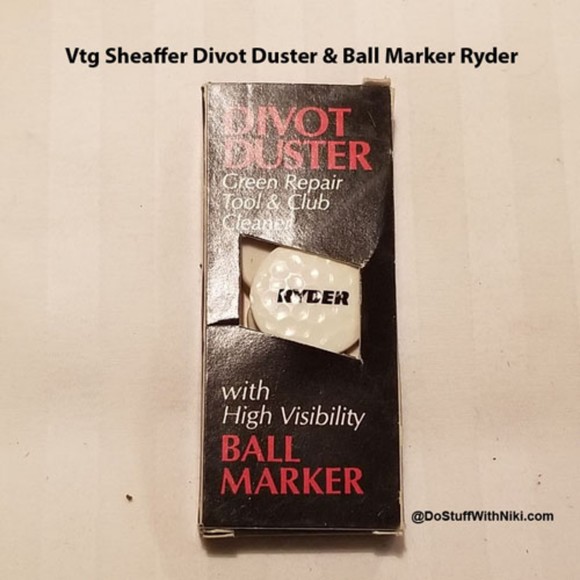 Vtg Sheaffer Divot Duster & Ball Marker Ryder
DIVOT
DUSTER
Green Repair
Tool & Club
Cleaner
RYDER
with
High Visibility
BALL
MARKER
@DoStuffWithNiki.com